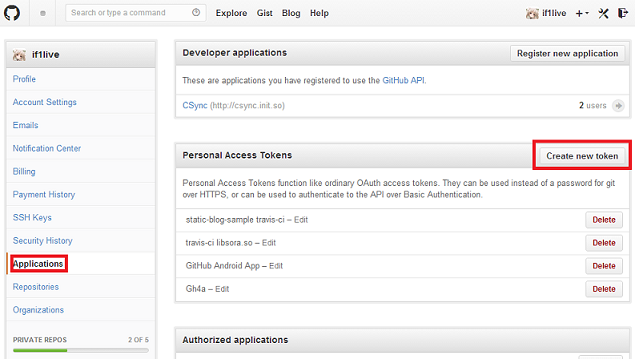 Search or type a command
Explore Gist Blog Help
if1live
if1live
Profile
Account Settings
Emails
Notification Center
Billing
Payment History
SSH Keys
Security History
Applications
Repositories
Organizations
PRIVATE REPOS 2 OF 5
Developer applications Register new application
These are applications you have registered to use the GitHub API.
CSync (http://csync.init.so) 2 users
Personal Access Tokens Create new token
Personal Access Tokens function like ordinary OAuth access tokens. They can be used instead of a password for git
over HTTPS, or can be used to authenticate to the API over Basic Authentication.
static-blog-sample travis-ci – Edit Delete
travis-ci libsora.so – Edit Delete
GitHub Android App – Edit Delete
Gh4a – Edit Delete
Authorized applications